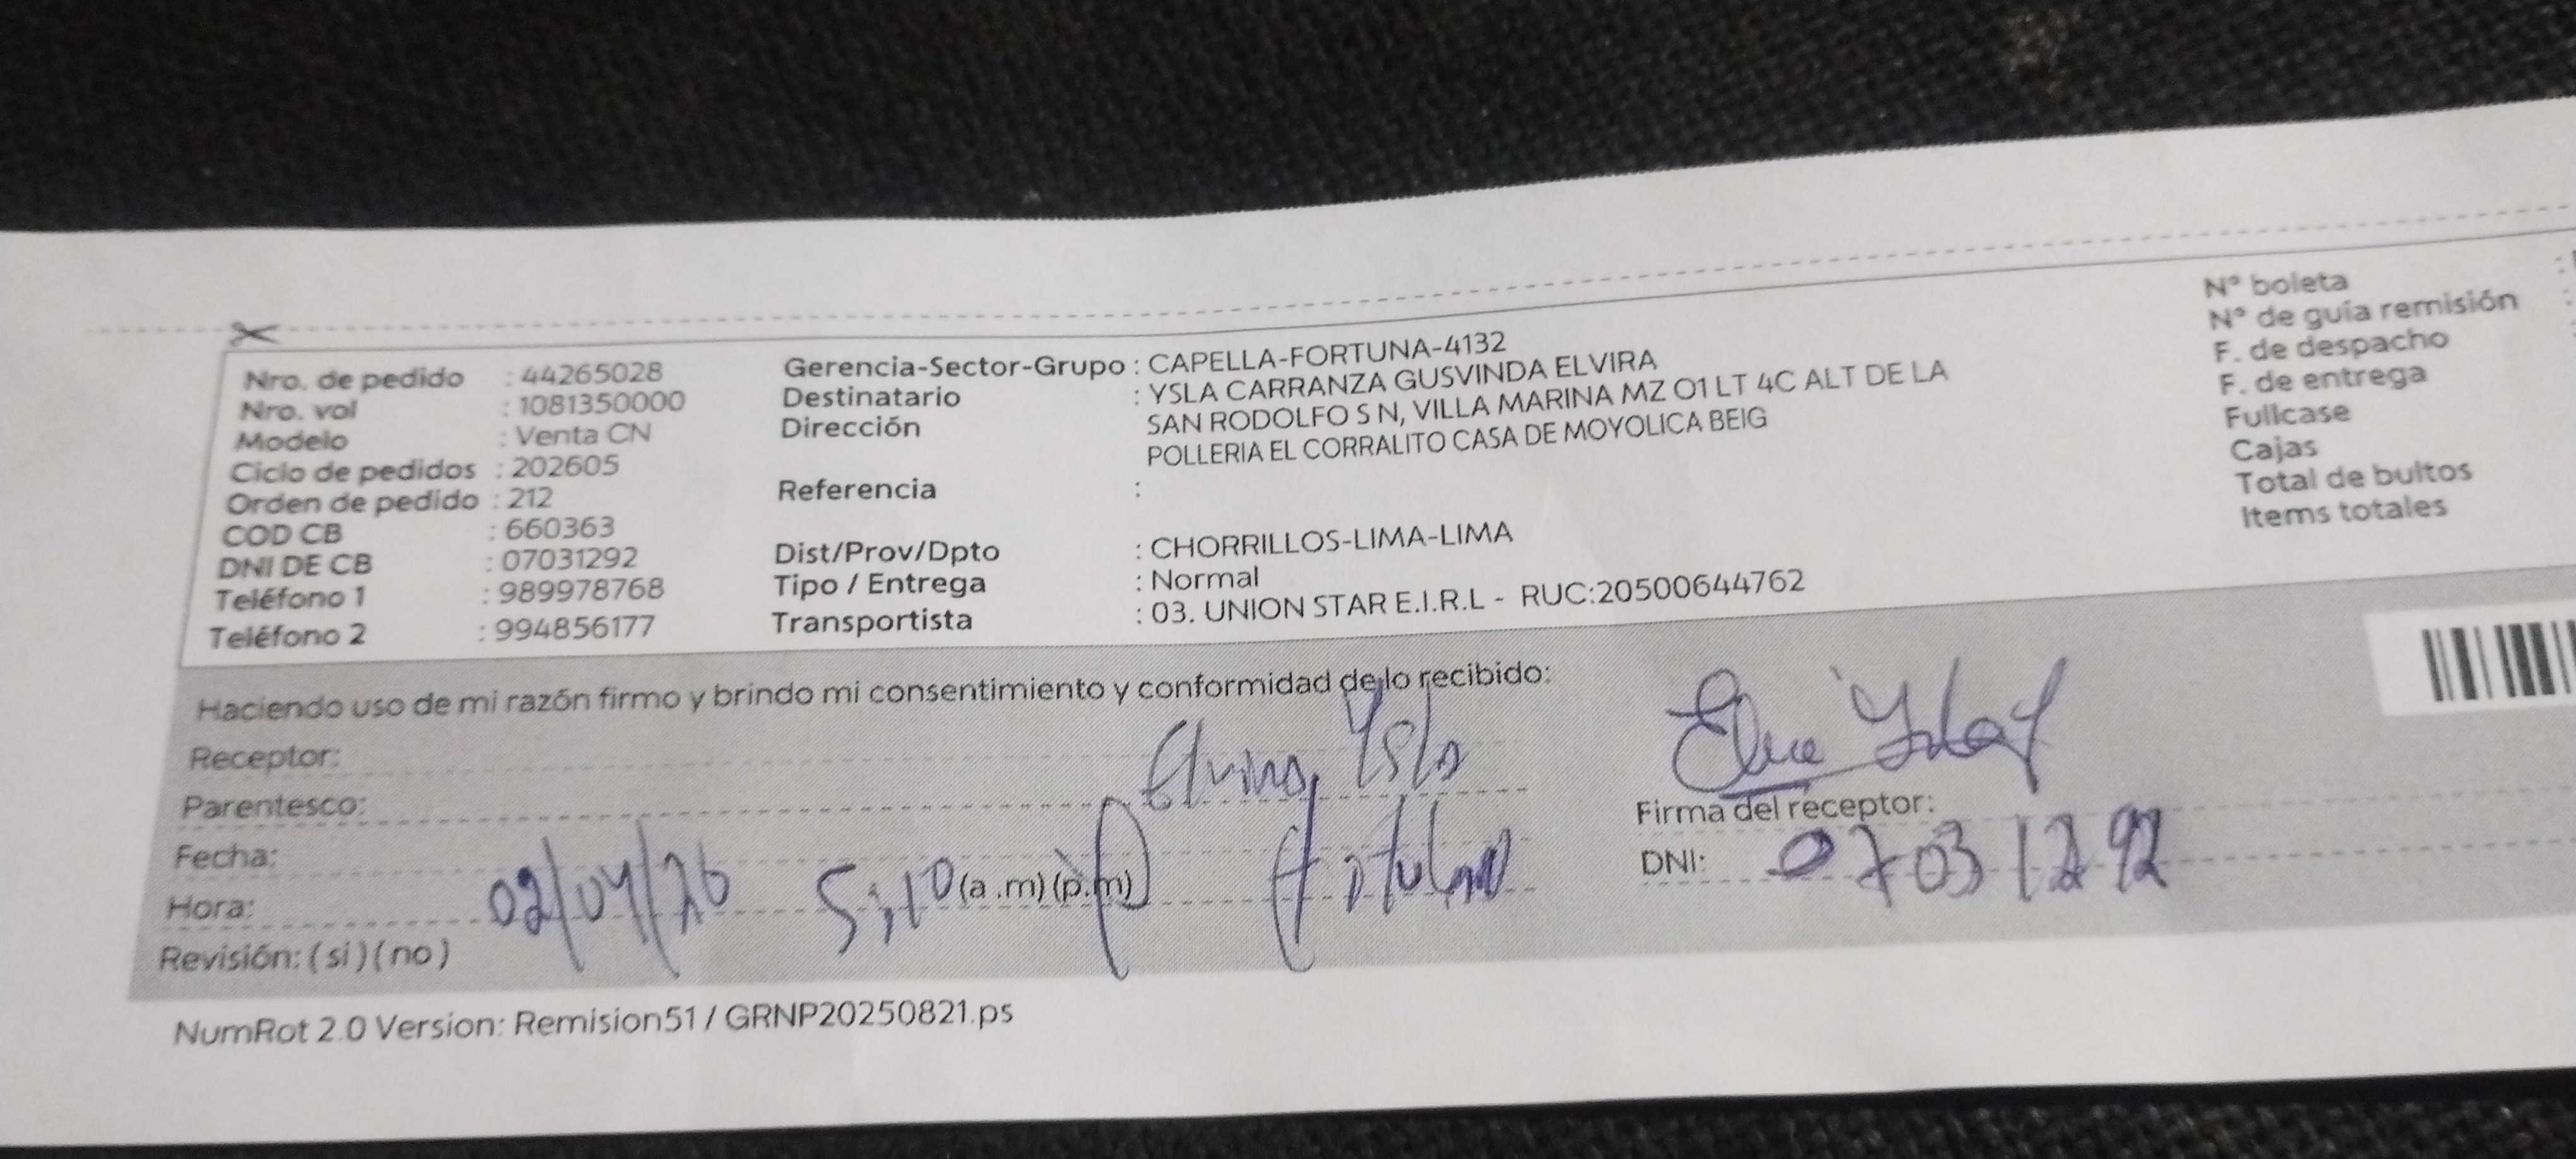 Nro. de pedido : 44265028
Nro. vol : 1081350000
Modelo : Venta CN
Ciclo de pedidos : 202605
Orden de pedido : 212
COD CB : 660363
DNI DE CB : 07031292
Teléfono 1 : 989978768
Teléfono 2 : 994856177
Gerencia-Sector-Grupo : CAPELLA-FORTUNA-4132
Destinatario : YSLA CARRANZA GUSVINDA ELVIRA
Dirección SAN RODOLFO S N, VILLA MARINA MZ O1 LT 4C ALT DE LA
POLLERIA EL CORRALITO CASA DE MOYOLICA BEIG
Referencia :
Dist/Prov/Dpto : CHORRILLOS-LIMA-LIMA
Tipo / Entrega : Normal
Transportista : 03. UNION STAR E.I.R.L - RUC:20500644762
N° boleta :
N° de guía remisión
F. de despacho
F. de entrega
Fullcase
Cajas
Total de bultos
Items totales
Haciendo uso de mi razón firmo y brindo mi consentimiento y conformidad de lo recibido:
Receptor: Elvira Ysla
Parentesco: titular
Fecha: 02/04/26
Hora: 5:10 (a .m) (p.m)
Revisión: ( si ) ( no )
Firma del receptor:
DNI: 07031292
NumRot 2.0 Version: Remision51 / GRNP20250821.ps